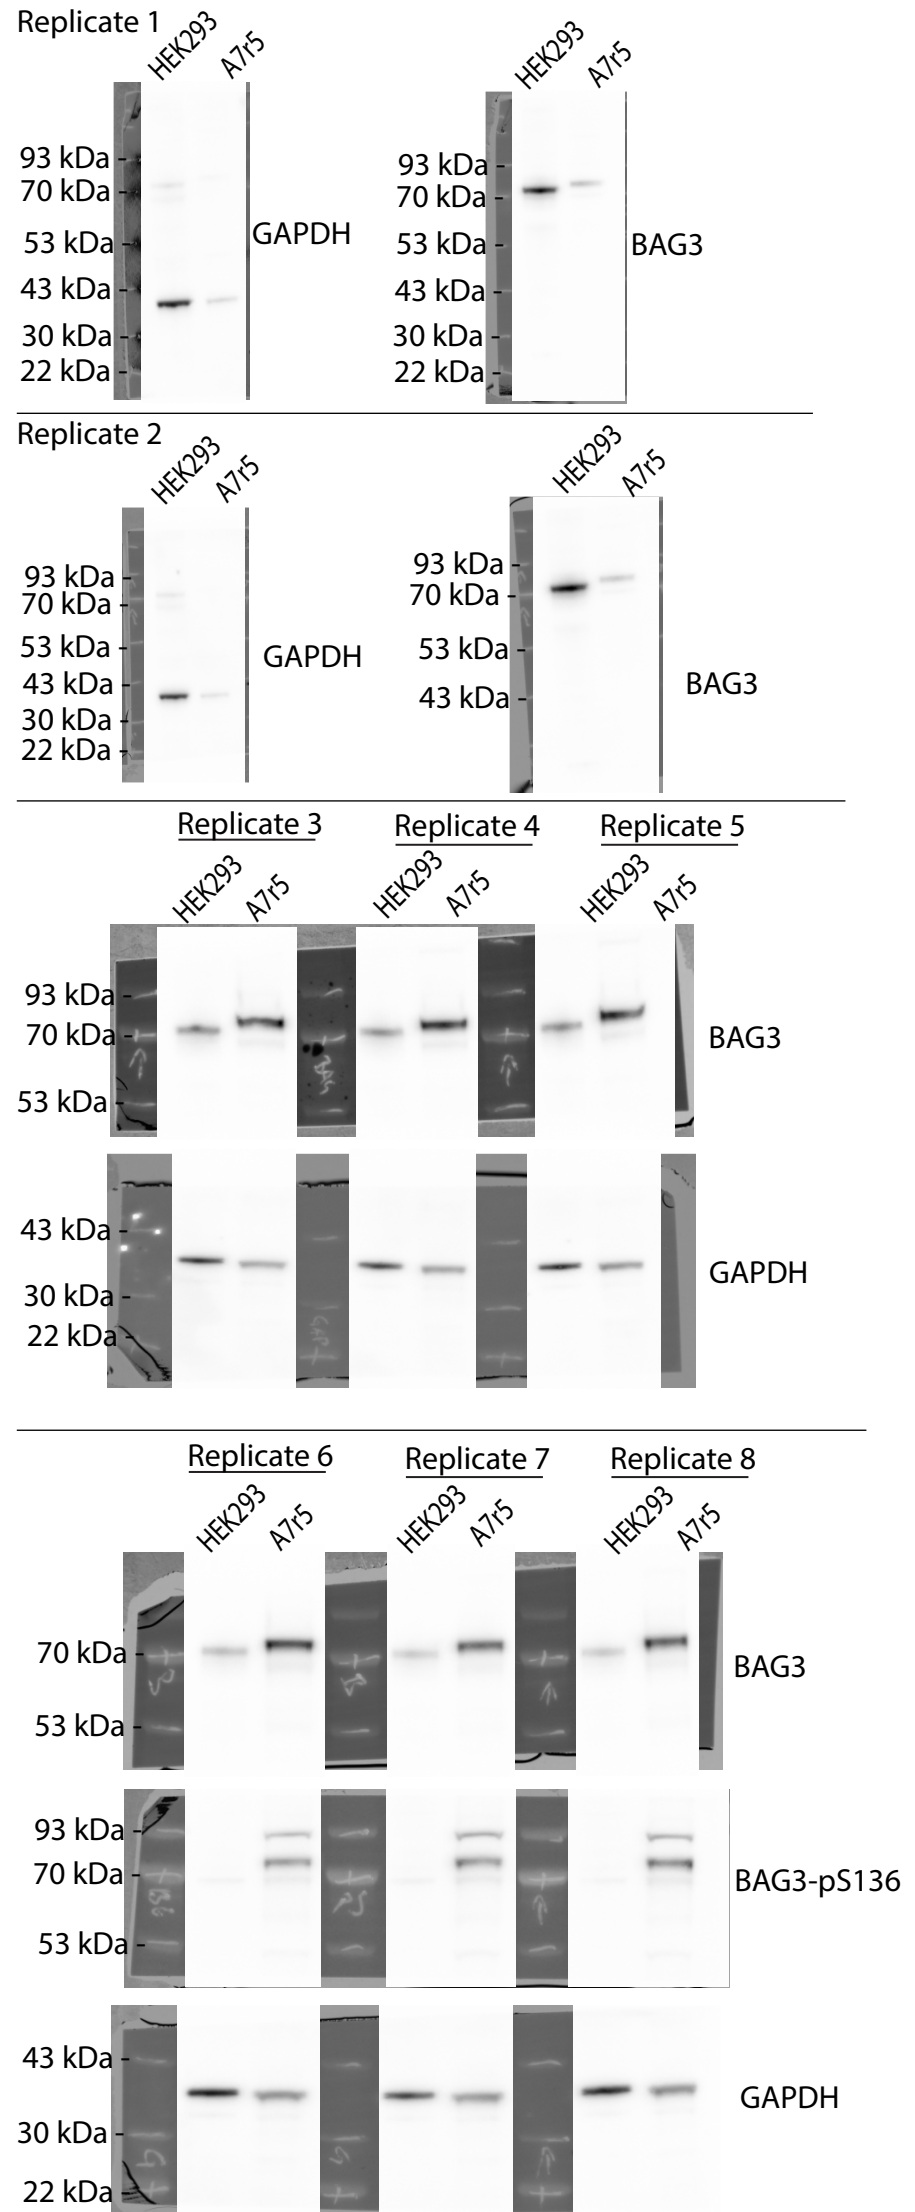 Replicate 1
HEK293 A7r5
93 kDa
70 kDa
53 kDa
43 kDa
30 kDa
22 kDa
GAPDH
HEK293 A7r5
93 kDa
70 kDa
53 kDa
43 kDa
30 kDa
22 kDa
BAG3
Replicate 2
HEK293 A7r5
93 kDa
70 kDa
53 kDa
43 kDa
30 kDa
22 kDa
GAPDH
HEK293 A7r5
93 kDa
70 kDa
53 kDa
43 kDa
BAG3
Replicate 3 Replicate 4 Replicate 5
HEK293 A7r5 HEK293 A7r5 HEK293 A7r5
93 kDa
70 kDa
53 kDa
BAG3
43 kDa
30 kDa
22 kDa
GAPDH
Replicate 6 Replicate 7 Replicate 8
HEK293 A7r5 HEK293 A7r5 HEK293 A7r5
70 kDa
53 kDa
BAG3
93 kDa
70 kDa
53 kDa
BAG3-pS136
43 kDa
30 kDa
22 kDa
GAPDH